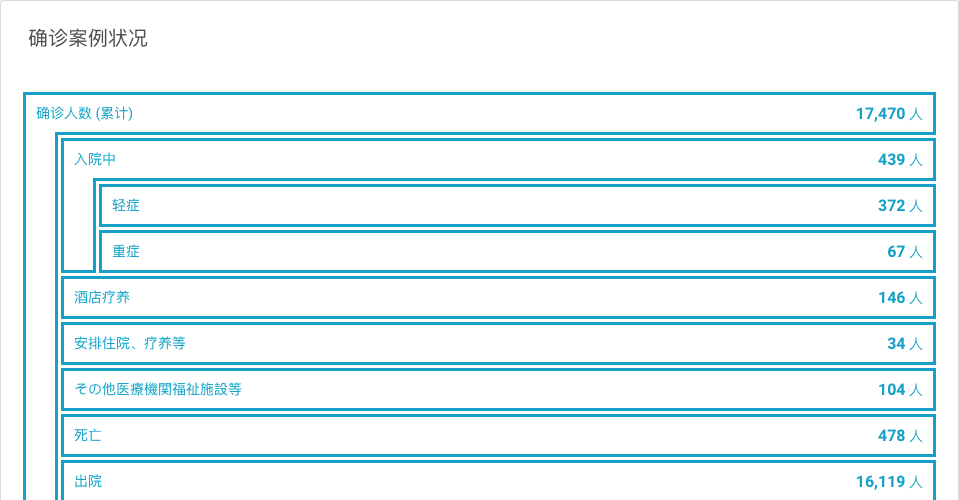 确诊案例状况
确诊人数 (累计) 17,470 人
入院中 439 人
轻症 372 人
重症 67 人
酒店疗养 146 人
安排住院、疗养等 34 人
その他医療機関福祉施設等 104 人
死亡 478 人
出院 16,119 人